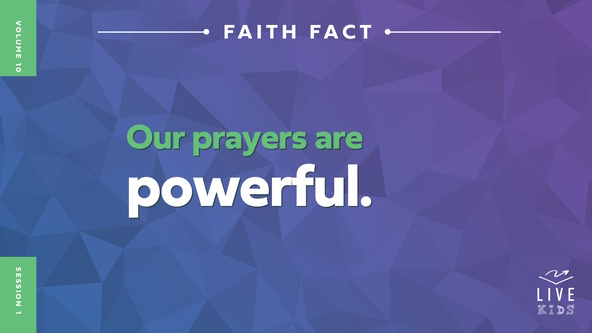 VOLUME 10
FAITH FACT
Our prayers are
powerful.
SESSION 1
LIVE
KIDS